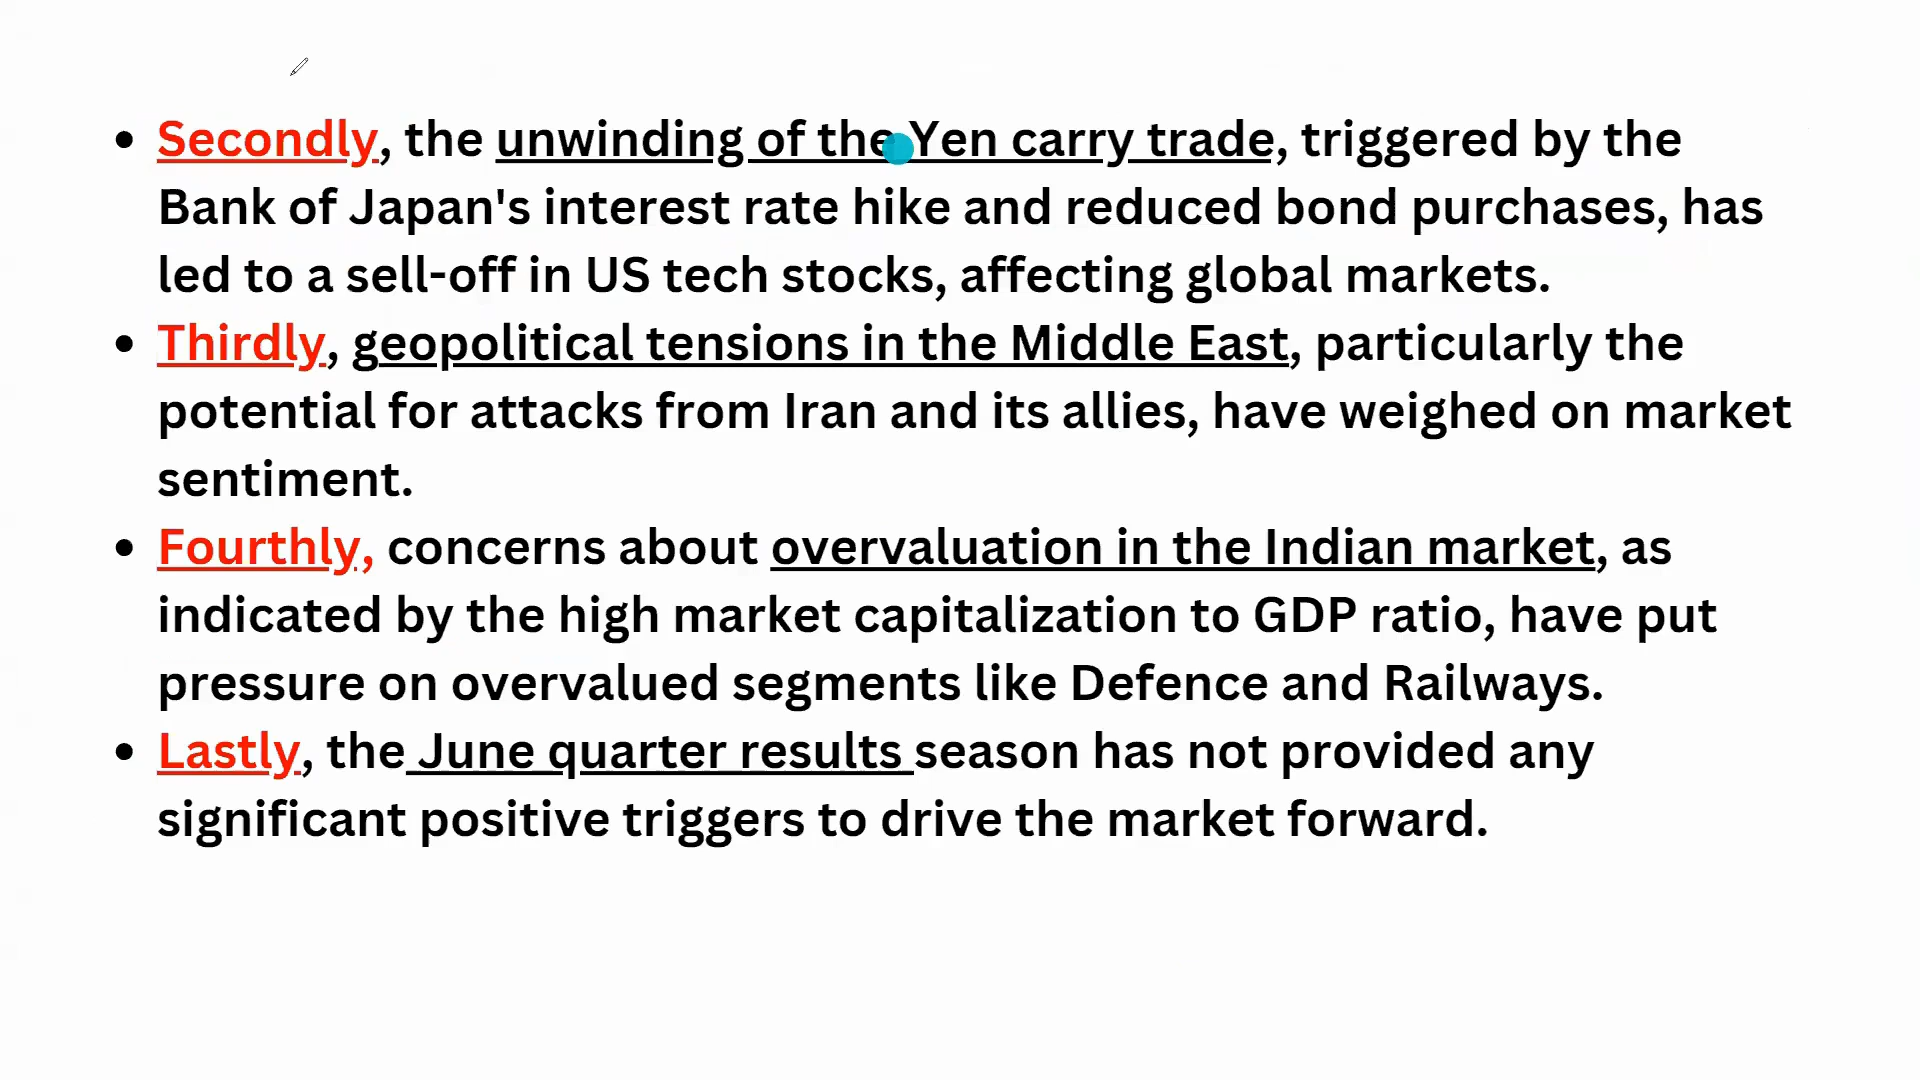 • Secondly, the unwinding of the Yen carry trade, triggered by the
Bank of Japan's interest rate hike and reduced bond purchases, has
led to a sell-off in US tech stocks, affecting global markets.
• Thirdly, geopolitical tensions in the Middle East, particularly the
potential for attacks from Iran and its allies, have weighed on market
sentiment.
• Fourthly, concerns about overvaluation in the Indian market, as
indicated by the high market capitalization to GDP ratio, have put
pressure on overvalued segments like Defence and Railways.
• Lastly, the June quarter results season has not provided any
significant positive triggers to drive the market forward.